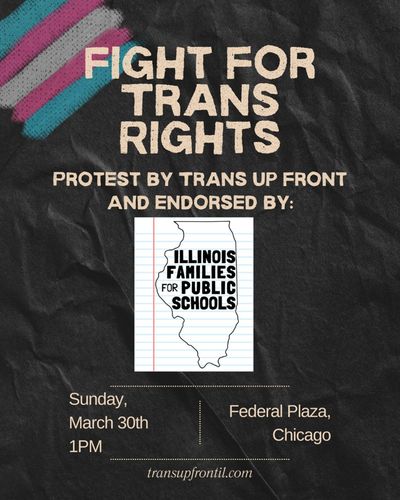 FIGHT FOR
TRANS
RIGHTS
PROTEST BY TRANS UP FRONT
AND ENDORSED BY:
ILLINOIS
FAMILIES
FOR PUBLIC
SCHOOLS
Sunday,
March 30th
1PM
Federal Plaza,
Chicago
transupfrontil.com